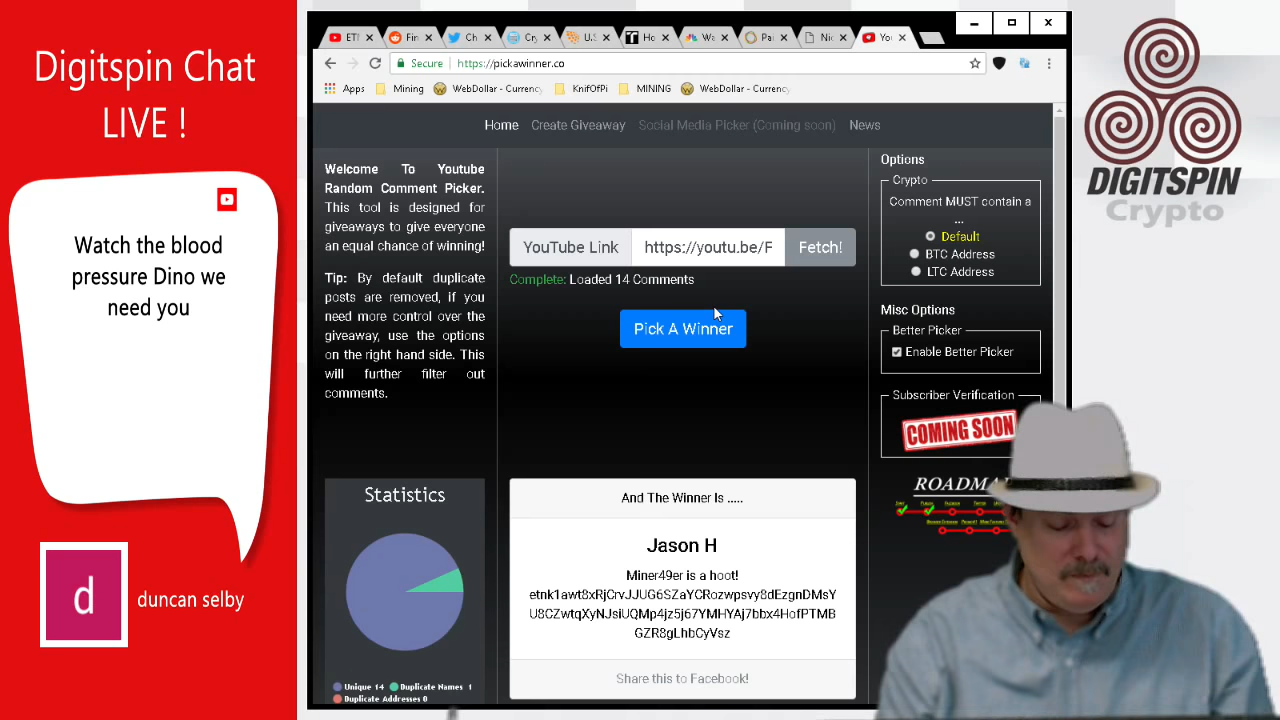 Digitspin Chat
LIVE !
Watch the blood
pressure Dino we
need you
d
duncan selby
Secure
https://pickawinner.co
Apps
Mining
WebDollar - Currency
KnifOfPi
MINING
WebDollar - Currency
Home
Create Giveaway
Social Media Picker (Coming soon)
News
Welcome To Youtube
Random Comment Picker.
This tool is designed for
giveaways to give everyone
an equal chance of winning!
Tip: By default duplicate
posts are removed, if you
need more control over the
giveaway, use the options
on the right hand side. This
will further filter out
comments.
YouTube Link
https://youtu.be/F
Fetch!
Complete: Loaded 14 Comments
Pick A Winner
Statistics
Unique 14
Duplicate Names 1
Duplicate Addresses 0
And The Winner Is .....
Jason H
Miner49er is a hoot!
etnk1awt8xRjCrvJJUG6SZaYCRozwpsvy8dEzgnDMsY
U8CZwtqXyNJsiUQMp4jz5j67YMHYAj7bbx4HofPTMB
GZR8gLhbCyVsz
Share this to Facebook!
Options
Crypto
Comment MUST contain a
...
Default
BTC Address
LTC Address
Misc Options
Better Picker
Enable Better Picker
Subscriber Verification
COMING SOON
DIGITSPIN
Crypto